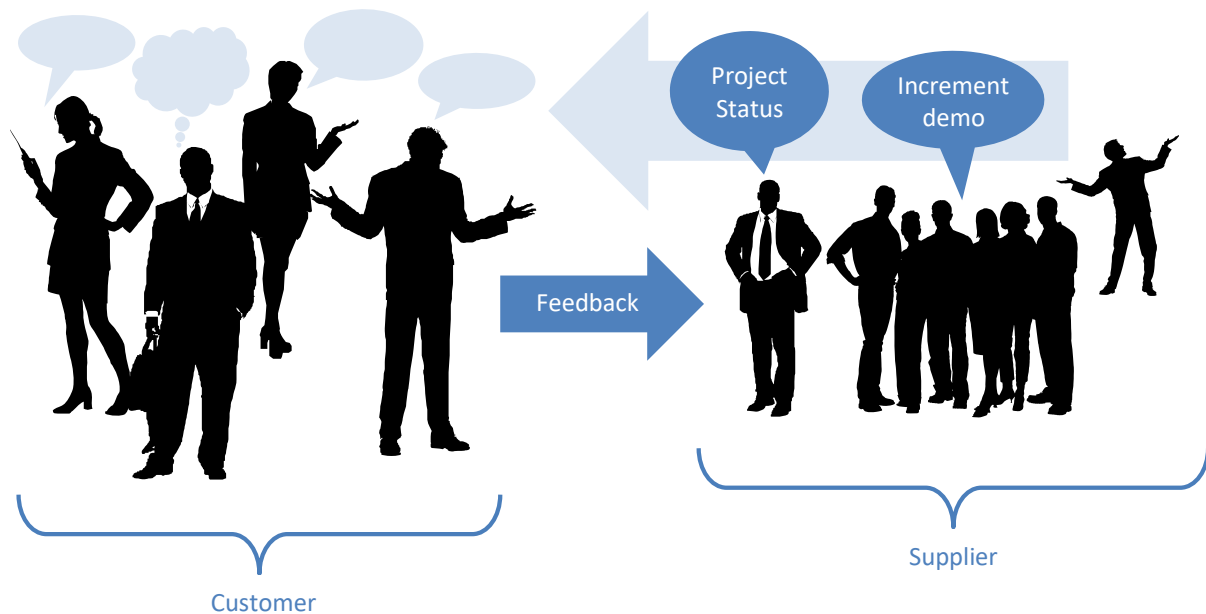 Project
Status
Increment
demo
Feedback
Supplier
Customer